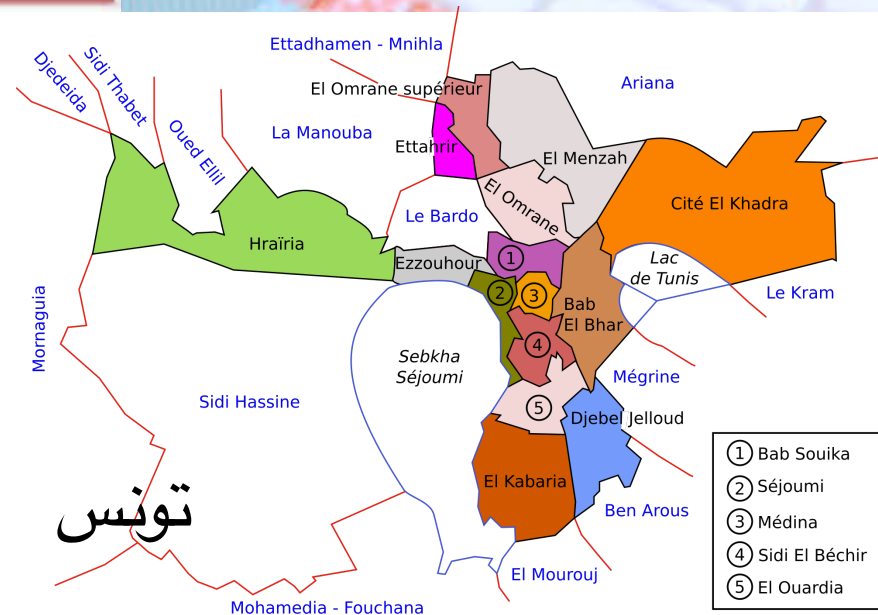 Ettadhamen - Mnihla
Sidi Thabet
Djedeida
El Omrane supérieur
Ariana
Oued Ellil
La Manouba
Ettahrir
El Menzah
El Omrane
Cité El Khadra
Le Bardo
Hraïria
Ezzouhour
1
Lac
de Tunis
2
3
Bab
El Bhar
Le Kram
Mornaguia
4
Sebkha
Séjoumi
Mégrine
Sidi Hassine
5
Djebel Jelloud
El Kabaria
Ben Arous
تونس
El Mourouj
Mohamedia - Fouchana
1 Bab Souika
2 Séjoumi
3 Médina
4 Sidi El Béchir
5 El Ouardia